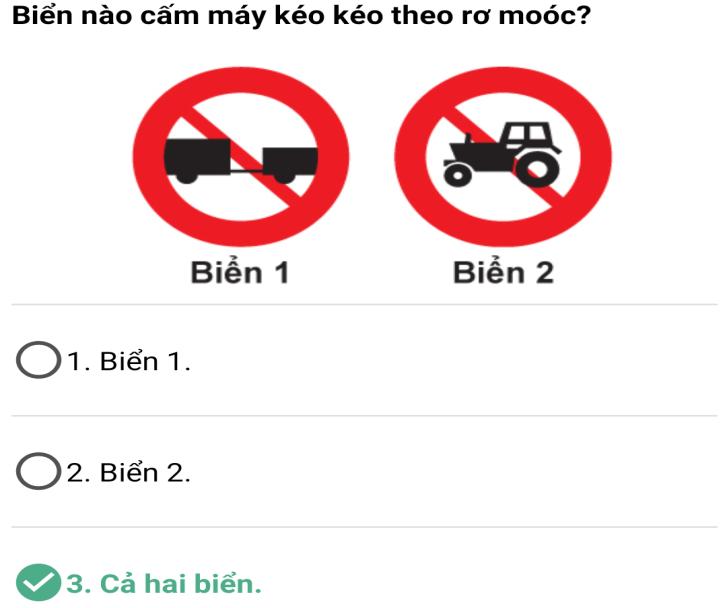 Biển nào cấm máy kéo kéo theo rơ moóc?
Biển 1 Biển 2
1. Biển 1.
2. Biển 2.
3. Cả hai biển.